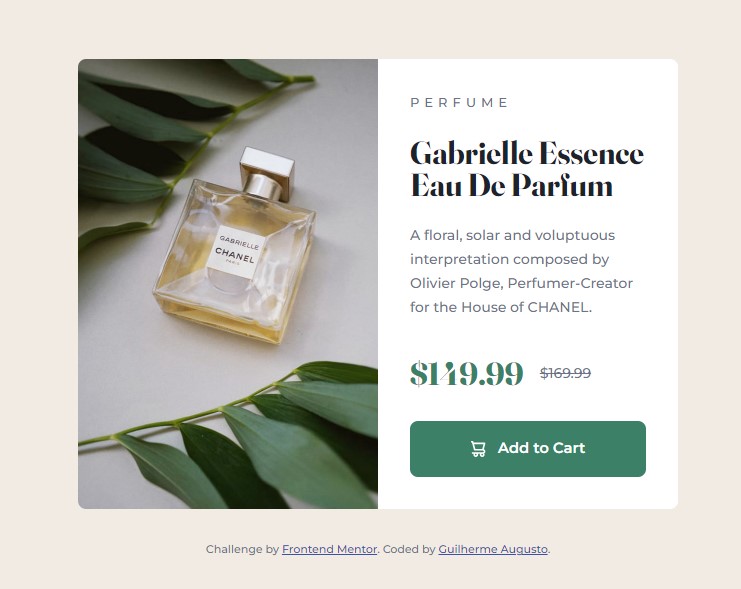 GABRIELLE
CHANEL
PARIS
PERFUME
Gabrielle Essence
Eau De Parfum
A floral, solar and voluptuous
interpretation composed by
Olivier Polge, Perfumer-Creator
for the House of CHANEL.
$149.99 $169.99
Add to Cart
Challenge by Frontend Mentor. Coded by Guilherme Augusto.